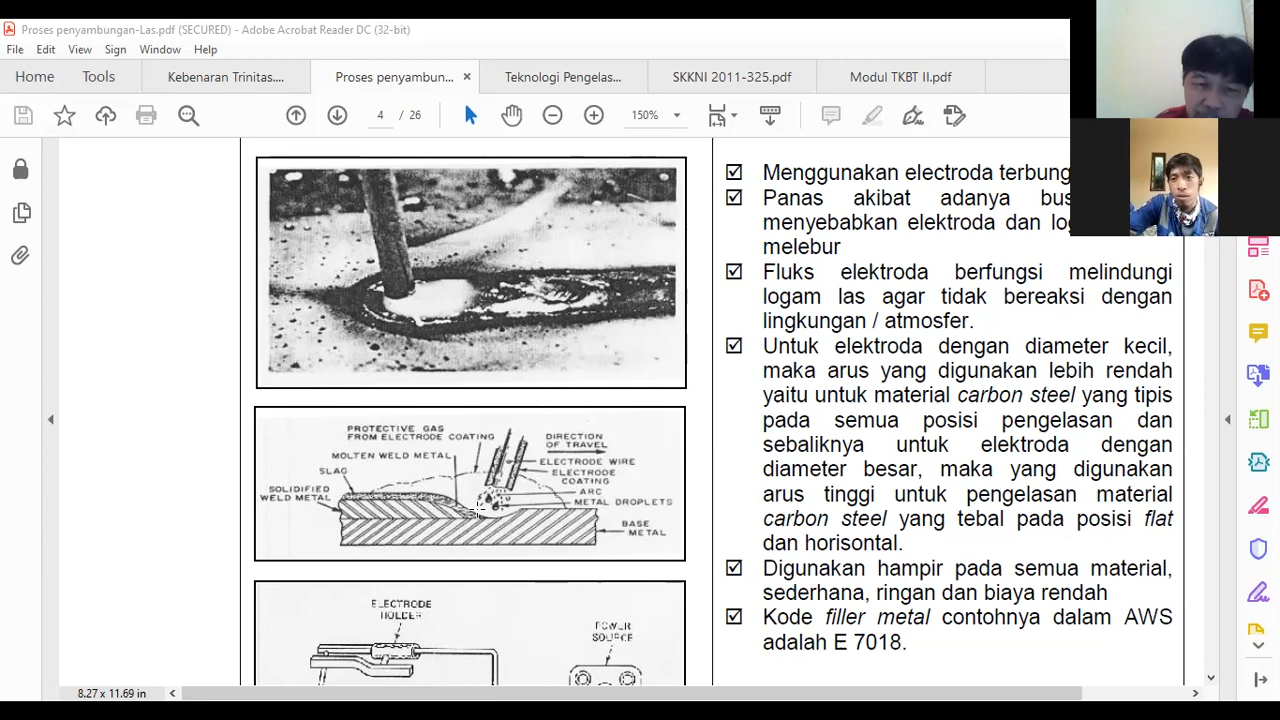 Proses penyambungan-Las.pdf (SECURED) - Adobe Acrobat Reader DC (32-bit)
File Edit View Sign Window Help
Home Tools Kebenaran Trinitas.... Proses penyambun... × Teknologi Pengelas... SKKNI 2011-325.pdf Modul TKBT II.pdf
4 / 26 150%
PROTECTIVE GAS
FROM ELECTRODE COATING
DIRECTION
OF TRAVEL
MOLTEN WELD METAL
ELECTRODE WIRE
SLAG
ELECTRODE
COATING
SOLIDIFIED
WELD METAL
ARC
METAL DROPLETS
BASE
METAL
ELECTRODE
HOLDER
POWER
SOURCE
Menggunakan electroda terbung
Panas akibat adanya bus
menyebabkan elektroda dan log
melebur
Fluks elektroda berfungsi melindungi
logam las agar tidak bereaksi dengan
lingkungan / atmosfer.
Untuk elektroda dengan diameter kecil,
maka arus yang digunakan lebih rendah
yaitu untuk material carbon steel yang tipis
pada semua posisi pengelasan dan
sebaliknya untuk elektroda dengan
diameter besar, maka yang digunakan
arus tinggi untuk pengelasan material
carbon steel yang tebal pada posisi flat
dan horisontal.
Digunakan hampir pada semua material,
sederhana, ringan dan biaya rendah
Kode filler metal contohnya dalam AWS
adalah E 7018.
8.27 x 11.69 in